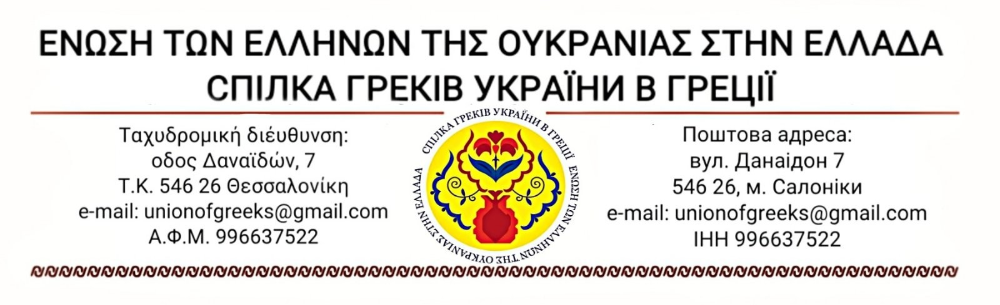 ΕΝΩΣΗ ΤΩΝ ΕΛΛΗΝΩΝ ΤΗΣ ΟΥΚΡΑΝΙΑΣ ΣΤΗΝ ΕΛΛΑΔΑ
СПІЛКА ГРЕКІВ УКРАЇНИ В ГРЕЦІЇ
Ταχυδρομική διέυθυνση:
οδος Δαναϊδών, 7
Τ.Κ. 546 26 Θεσσαλονίκη
e-mail: unionofgreeks@gmail.com
Α.Φ.Μ. 996637522
СПІЛКА ГРЕКІВ УКРАЇНИ В ГРЕЦІЇ
ΕΝΩΣΗ ΤΩΝ ΕΛΛΗΝΩΝ ΤΗΣ ΟΥΚΡΑΝΙΑΣ ΣΤΗΝ ΕΛΛΑΔΑ
Поштова адреса:
вул. Данаідон 7
546 26, м. Салоніки
e-mail: unionofgreeks@gmail.com
ІНН 996637522